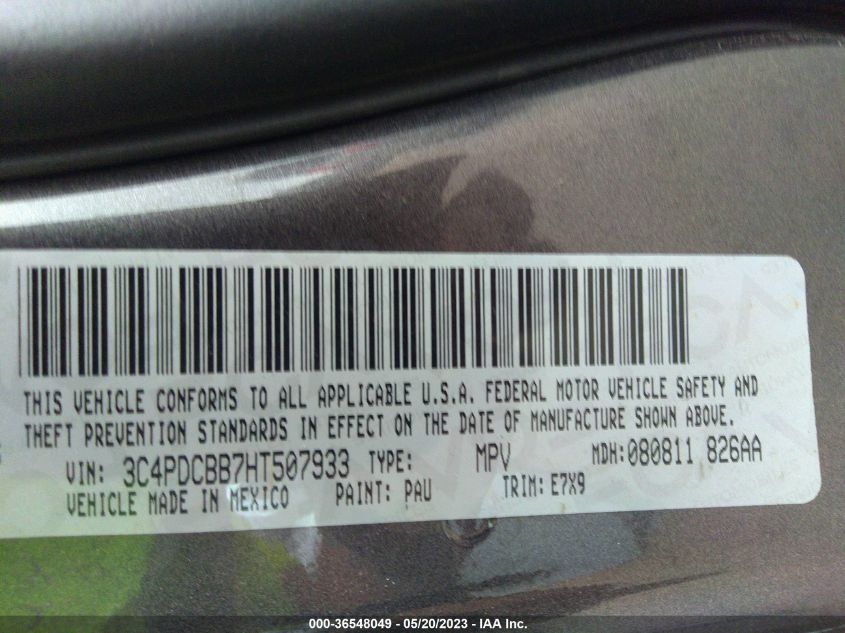 THIS VEHICLE CONFORMS TO ALL APPLICABLE U.S.A. FEDERAL MOTOR VEHICLE SAFETY AND
THEFT PREVENTION STANDARDS IN EFFECT ON THE DATE OF MANUFACTURE SHOWN ABOVE.
VIN: 3C4PDCBB7HT507933 TYPE: MPV MDH:080811 826AA
VEHICLE MADE IN MEXICO PAINT: PAU TRIM: E7X9
000-36548049 — 05/20/2023 — IAA Inc.